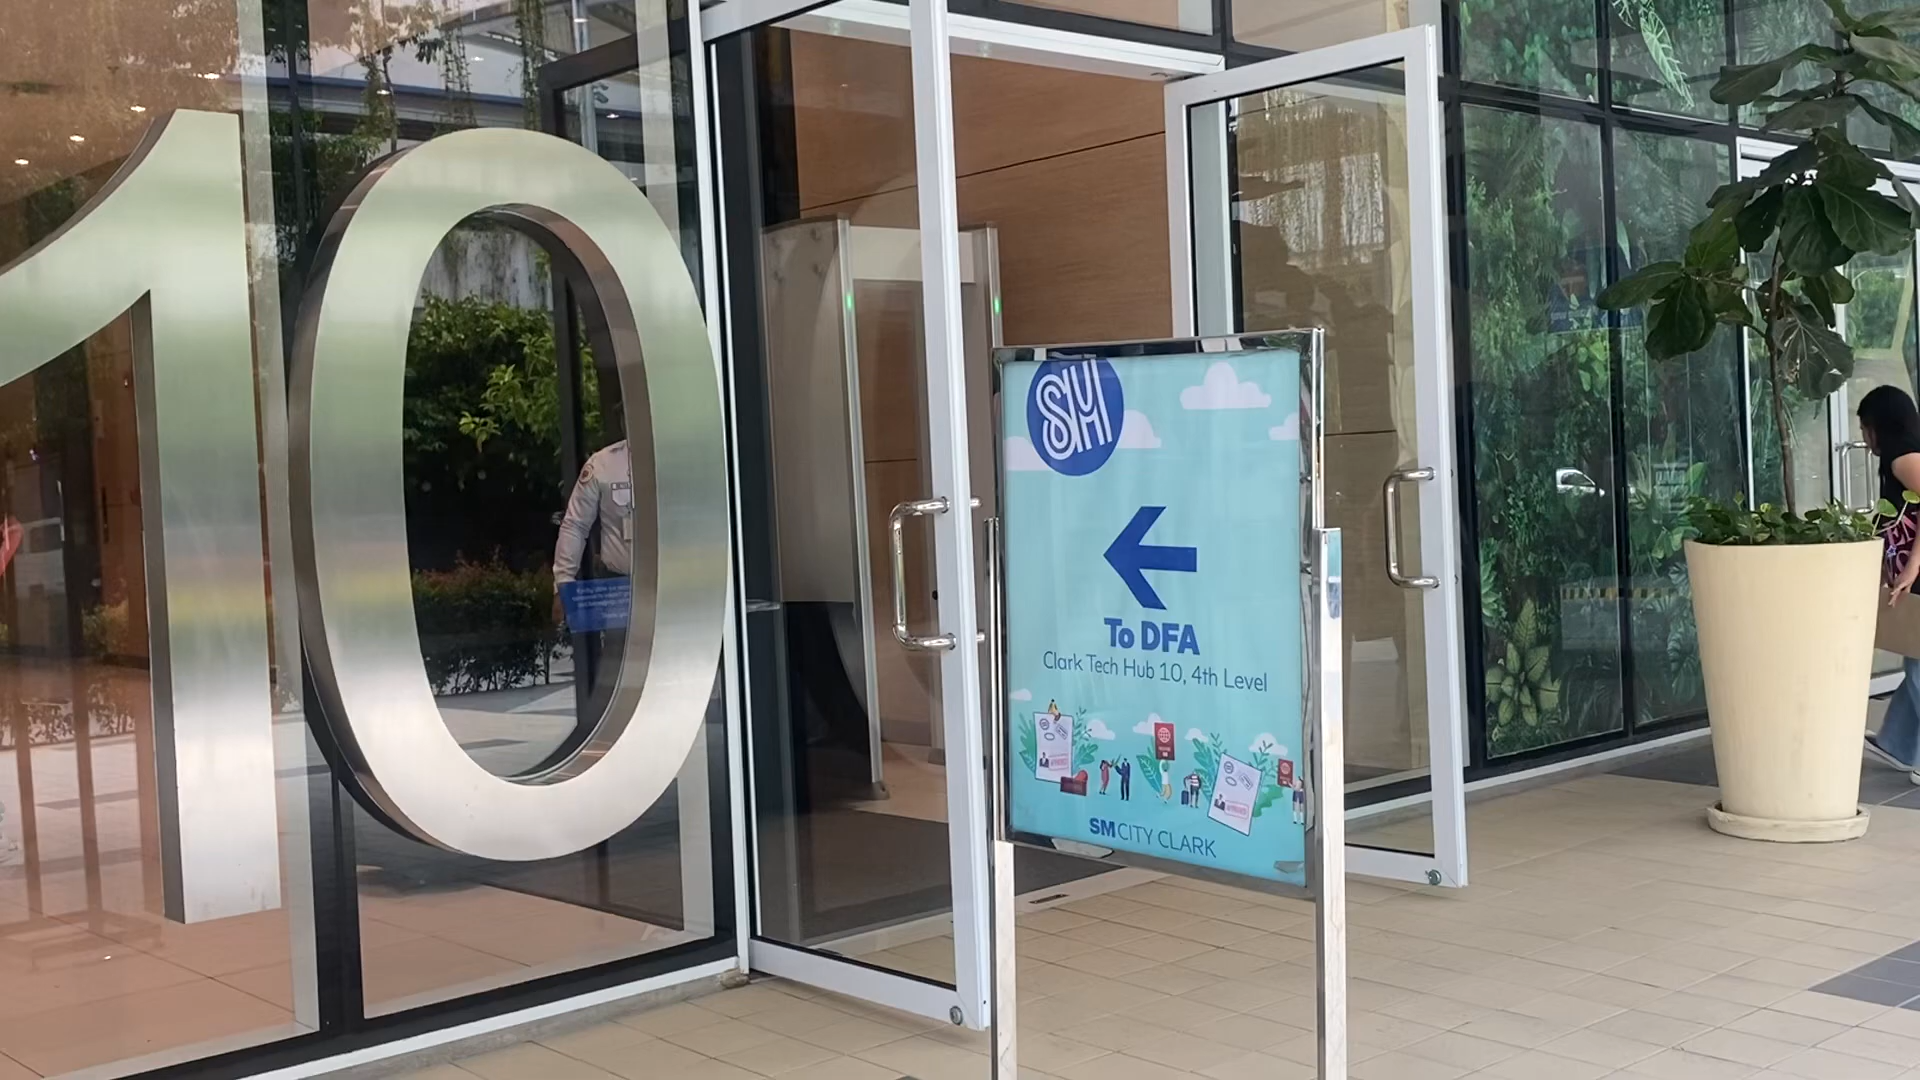 10
SM
To DFA
Clark Tech Hub 10, 4th Level
SM CITY CLARK